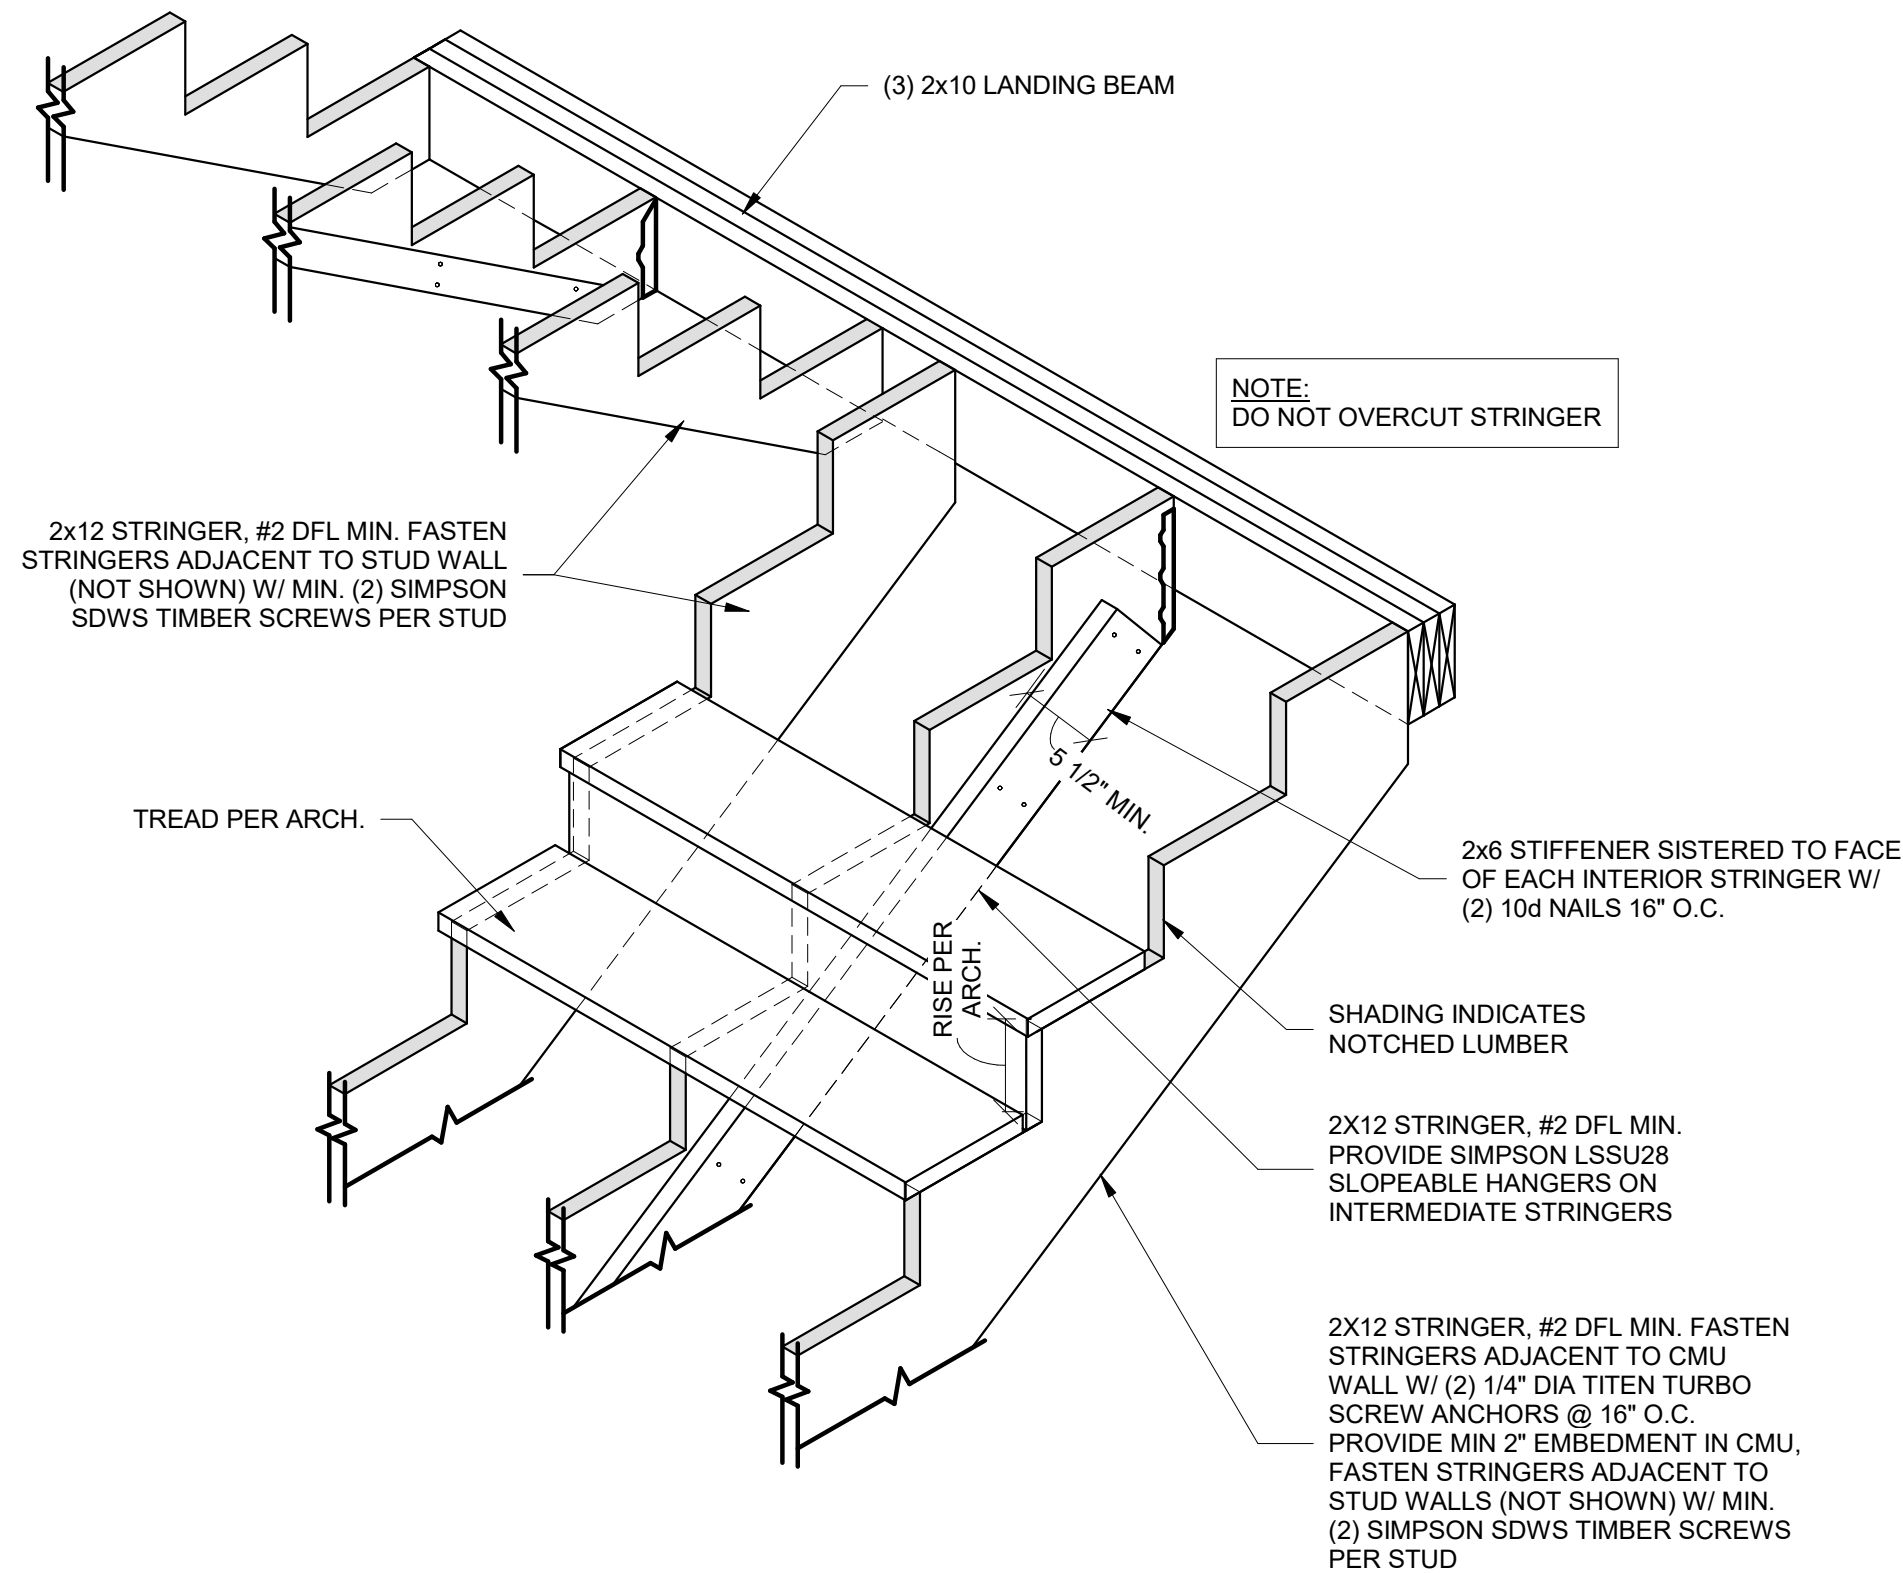 (3) 2x10 LANDING BEAM
NOTE:
DO NOT OVERCUT STRINGER
2x12 STRINGER, #2 DFL MIN. FASTEN
STRINGERS ADJACENT TO STUD WALL
(NOT SHOWN) W/ MIN. (2) SIMPSON
SDWS TIMBER SCREWS PER STUD
TREAD PER ARCH.
5 1/2" MIN.
2x6 STIFFENER SISTERED TO FACE
OF EACH INTERIOR STRINGER W/
(2) 10d NAILS 16" O.C.
RISE PER
ARCH.
SHADING INDICATES
NOTCHED LUMBER
2X12 STRINGER, #2 DFL MIN.
PROVIDE SIMPSON LSSU28
SLOPEABLE HANGERS ON
INTERMEDIATE STRINGERS
2X12 STRINGER, #2 DFL MIN. FASTEN
STRINGERS ADJACENT TO CMU
WALL W/ (2) 1/4" DIA TITEN TURBO
SCREW ANCHORS @ 16" O.C.
PROVIDE MIN 2" EMBEDMENT IN CMU,
FASTEN STRINGERS ADJACENT TO
STUD WALLS (NOT SHOWN) W/ MIN.
(2) SIMPSON SDWS TIMBER SCREWS
PER STUD